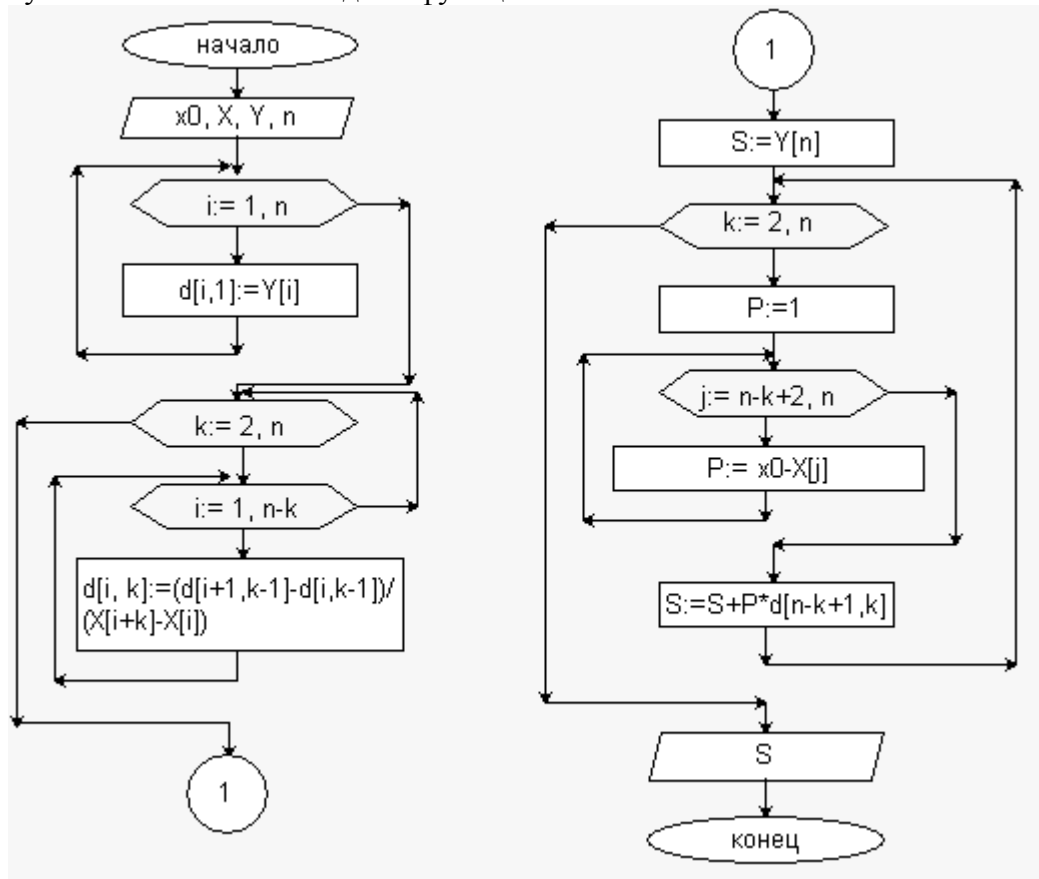 начало
x0, X, Y, n
i:= 1, n
d[i,1]:=Y[i]
k:= 2, n
i:= 1, n-k
d[i, k]:=(d[i+1,k-1]-d[i,k-1])/
(X[i+k]-X[i])
1
1
S:=Y[n]
k:= 2, n
P:=1
j:= n-k+2, n
P:= x0-X[j]
S:=S+P*d[n-k+1,k]
S
конец